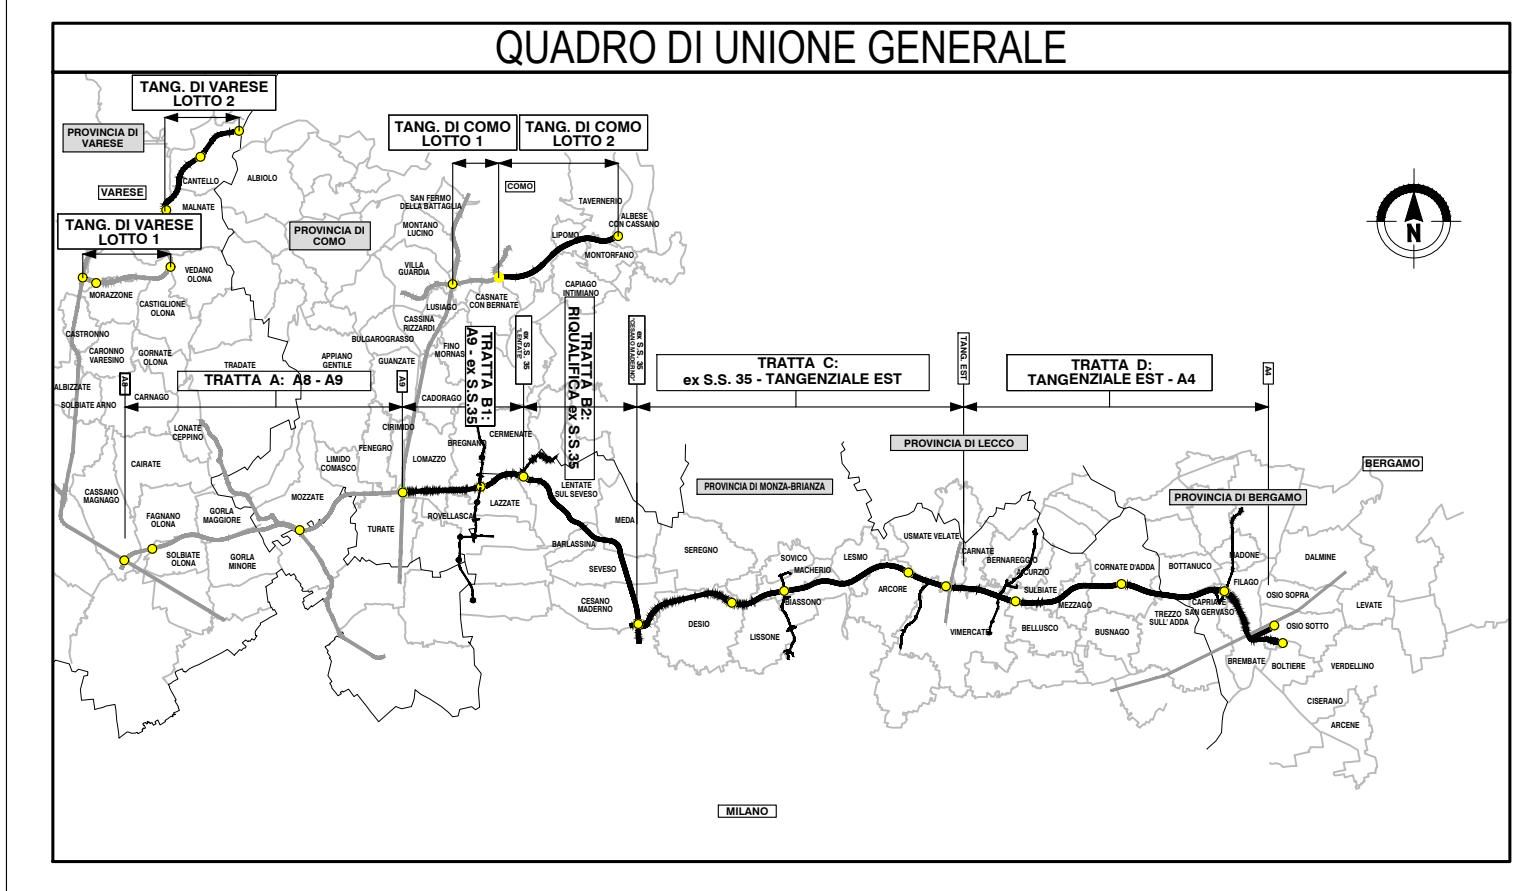 QUADRO DI UNIONE GENERALE
TANG. DI VARESE
LOTTO 2
PROVINCIA DI
VARESE
VARESE
CANTELLO
ALBIOLO
MALNATE
TANG. DI VARESE
LOTTO 1
VEDANO
OLONA
MORAZZONE
CASTIGLIONE
OLONA
PROVINCIA DI
COMO
TANG. DI COMO
LOTTO 1
TANG. DI COMO
LOTTO 2
COMO
SAN FERMO
DELLA BATTAGLIA
MONTANO
LUCINO
VILLA
GUARDIA
TAVERNERIO
ALBESE
CON CASSANO
LIPOMO
MONTORFANO
CAPIAGO
INTIMIANO
LUSIAGO
CASNATE
CON BERNATE
CASSINA
RIZZARDI
BULGAROGRASSO
FINO
MORNAS
GUANZATE
APPIANO
GENTILE
CASTRONNO
CARONNO
VARESINO
GORNATE
OLONA
TRADATE
ALBIZZATE
SOLBIATE ARNO
CARNAGO
A8
TRATTA A: A8 - A9
A9
CADORAGO
TRATTA B1:
A9 - ex S.S.35
ex S.S. 35
"LENTATE"
TRATTA B2:
RIQUALIFICA ex S.S.35
ex S.S. 35
"CESANO MADERNO"
TRATTA C:
ex S.S. 35 - TANGENZIALE EST
TANG. EST
TRATTA D:
TANGENZIALE EST - A4
A4
N
LONATE
CEPPINO
CIRIMIDO
FENEGRO
LIMIDO
COMASCO
LOMAZZO
BREGNANO
CERMENATE
CAIRATE
CASSANO
MAGNAGO
MOZZATE
FAGNANO
OLONA
GORLA
MAGGIORE
SOLBIATE
OLONA
GORLA
MINORE
TURATE
ROVELLASCA
LAZZATE
LENTATE
SUL SEVESO
MEDA
BARLASSINA
SEVESO
CESANO
MADERNO
PROVINCIA DI MONZA-BRIANZA
PROVINCIA DI LECCO
PROVINCIA DI BERGAMO
BERGAMO
SEREGNO
DESIO
SOVICO
MACHERIO
BIASSONO
LISSONE
LESMO
ARCORE
USMATE VELATE
CARNATE
BERNAREGGIO
AICURZIO
SULBIATE
MEZZAGO
VIMERCATE
BELLUSCO
CORNATE D'ADDA
BUSNAGO
BOTTANUCO
TREZZO
SULL' ADDA
MADONE
FILAGO
CAPRIATE
SAN GERVASO
DALMINE
OSIO SOPRA
LEVATE
OSIO SOTTO
BREMBATE
BOLTIERE
VERDELLINO
CISERANO
ARCENE
MILANO